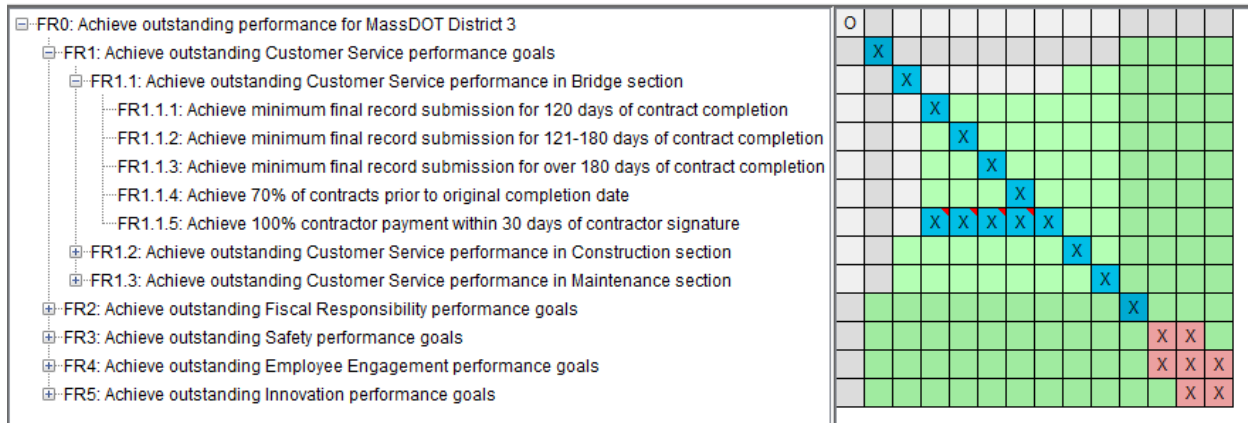 FR0: Achieve outstanding performance for MassDOT District 3 O
FR1: Achieve outstanding Customer Service performance goals X
FR1.1: Achieve outstanding Customer Service performance in Bridge section X
FR1.1.1: Achieve minimum final record submission for 120 days of contract completion X
FR1.1.2: Achieve minimum final record submission for 121-180 days of contract completion X
FR1.1.3: Achieve minimum final record submission for over 180 days of contract completion X
FR1.1.4: Achieve 70% of contracts prior to original completion date X
FR1.1.5: Achieve 100% contractor payment within 30 days of contractor signature X X X X X
FR1.2: Achieve outstanding Customer Service performance in Construction section X
FR1.3: Achieve outstanding Customer Service performance in Maintenance section X
FR2: Achieve outstanding Fiscal Responsibility performance goals X
FR3: Achieve outstanding Safety performance goals X X
FR4: Achieve outstanding Employee Engagement performance goals X X X
FR5: Achieve outstanding Innovation performance goals X X